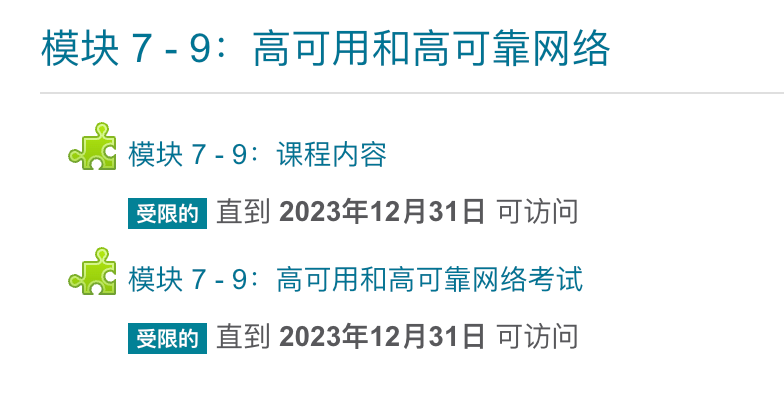 模块 7 - 9：高可用和高可靠网络
模块 7 - 9：课程内容
受限的 直到 2023年12月31日 可访问
模块 7 - 9：高可用和高可靠网络考试
受限的 直到 2023年12月31日 可访问